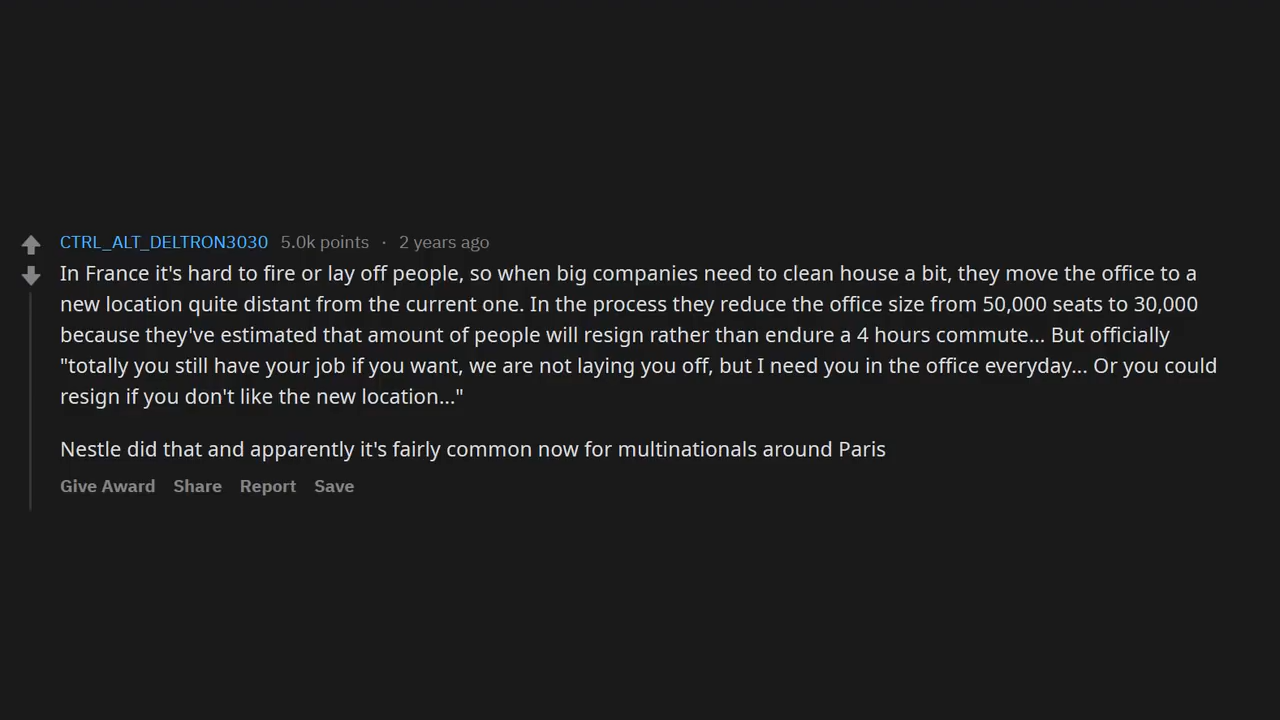 CTRL_ALT_DELTRON3030 5.0k points · 2 years ago
In France it's hard to fire or lay off people, so when big companies need to clean house a bit, they move the office to a
new location quite distant from the current one. In the process they reduce the office size from 50,000 seats to 30,000
because they've estimated that amount of people will resign rather than endure a 4 hours commute... But officially
"totally you still have your job if you want, we are not laying you off, but I need you in the office everyday... Or you could
resign if you don't like the new location..."
Nestle did that and apparently it's fairly common now for multinationals around Paris
Give Award Share Report Save